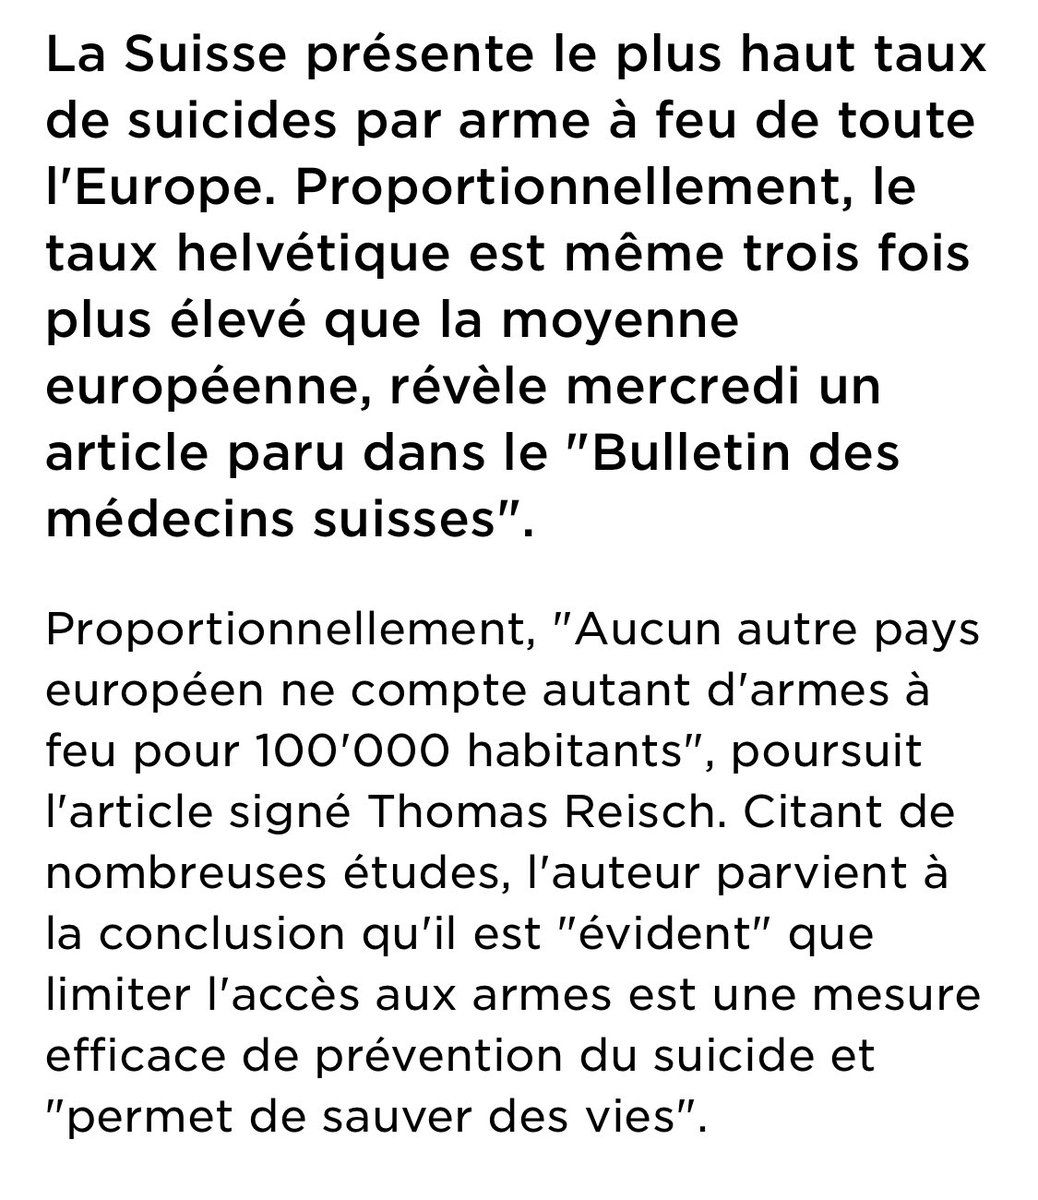 La Suisse présente le plus haut taux
de suicides par arme à feu de toute
l'Europe. Proportionnellement, le
taux helvétique est même trois fois
plus élevé que la moyenne
européenne, révèle mercredi un
article paru dans le "Bulletin des
médecins suisses".
Proportionnellement, "Aucun autre pays
européen ne compte autant d'armes à
feu pour 100'000 habitants", poursuit
l'article signé Thomas Reisch. Citant de
nombreuses études, l'auteur parvient à
la conclusion qu'il est "évident" que
limiter l'accès aux armes est une mesure
efficace de prévention du suicide et
"permet de sauver des vies".